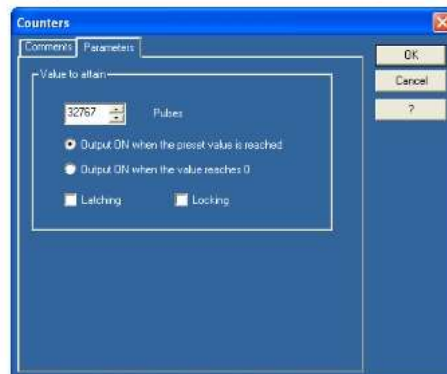 Counters
Comments Parameters
OK
Cancel
?
Value to attain
32767 Pulses
Output ON when the preset value is reached
Output ON when the value reaches 0
Latching Locking